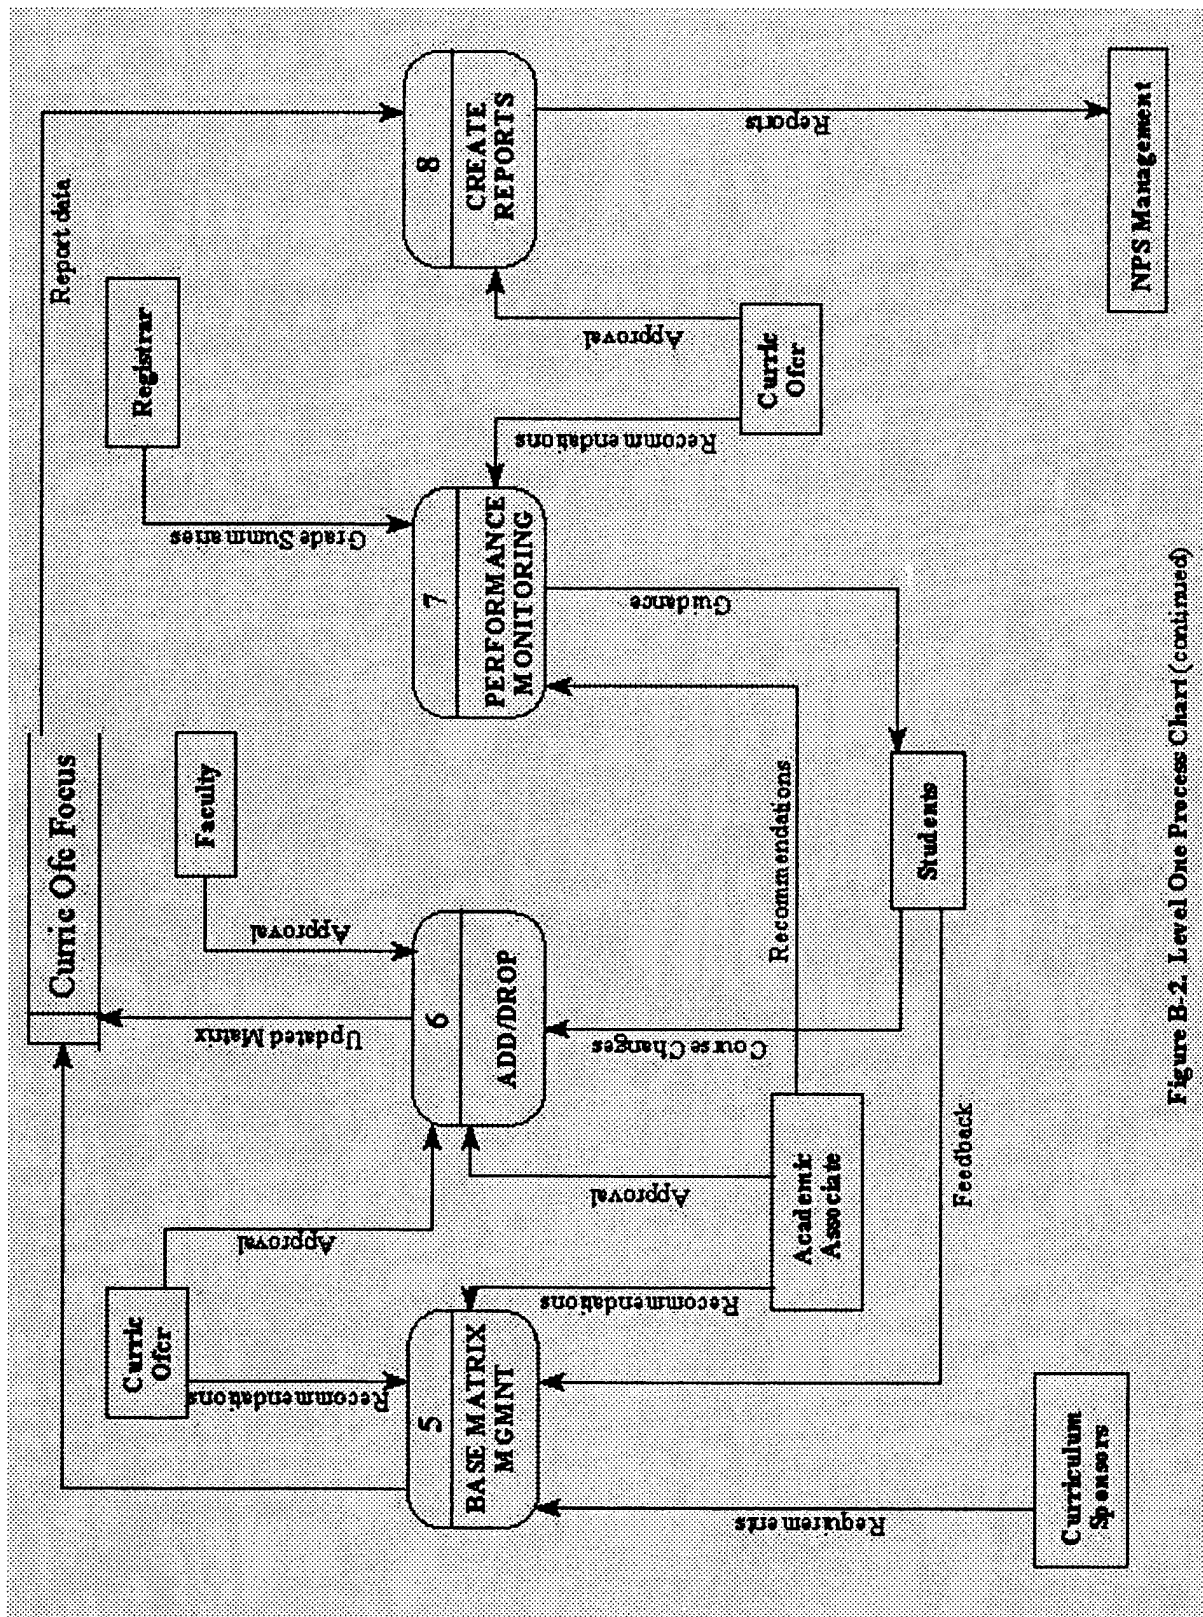 Curric Ofc Focus
Report data
Curric
Ofcr
Faculty
Registrar
Recommendations
Approval
Updated Matrix
Approval
Grade Summaries
5
BASE MATRIX
MGMNT
6
ADD/DROP
7
PERFORMANCE
MONITORING
8
CREATE
REPORTS
Recommendations
Approval
Course Changes
Recommendations
Guidance
Recommendations
Approval
Reports
Requirements
Academic
Associate
Curric
Ofcr
Feedback
Students
Curriculum
Sponsors
NPS Management
Figure B-2. Level One Process Chart (continued)